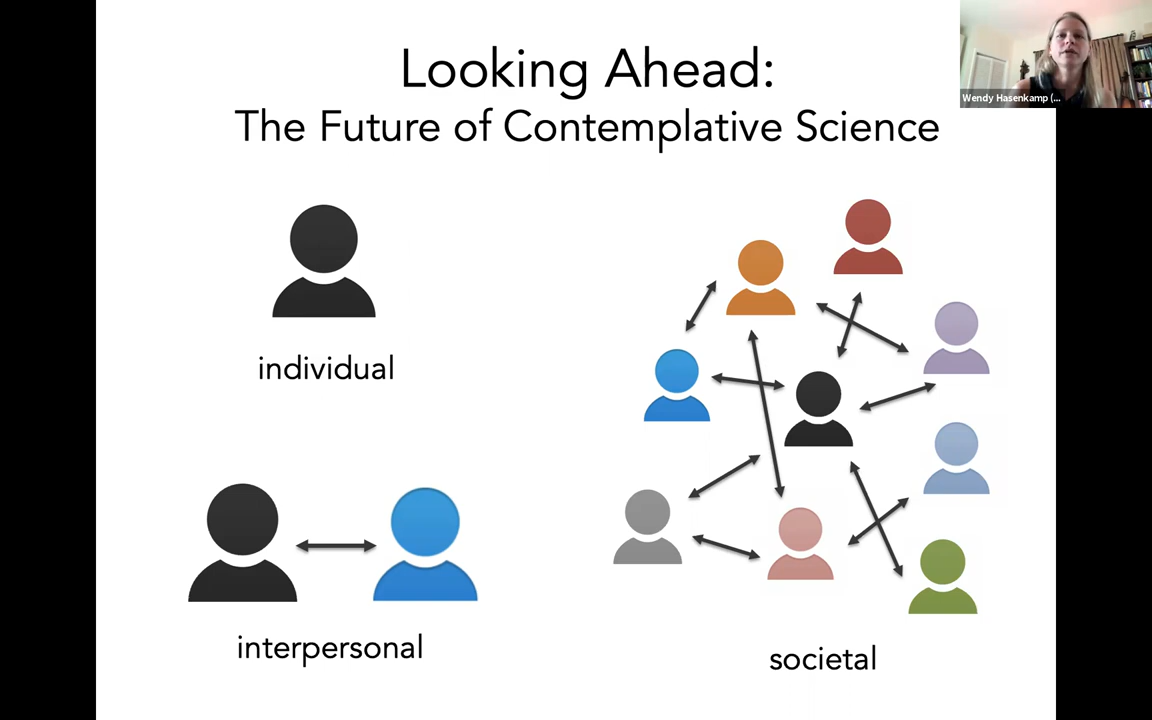 Looking Ahead:
The Future of Contemplative Science
Wendy Hasenkamp (...
individual
interpersonal
societal